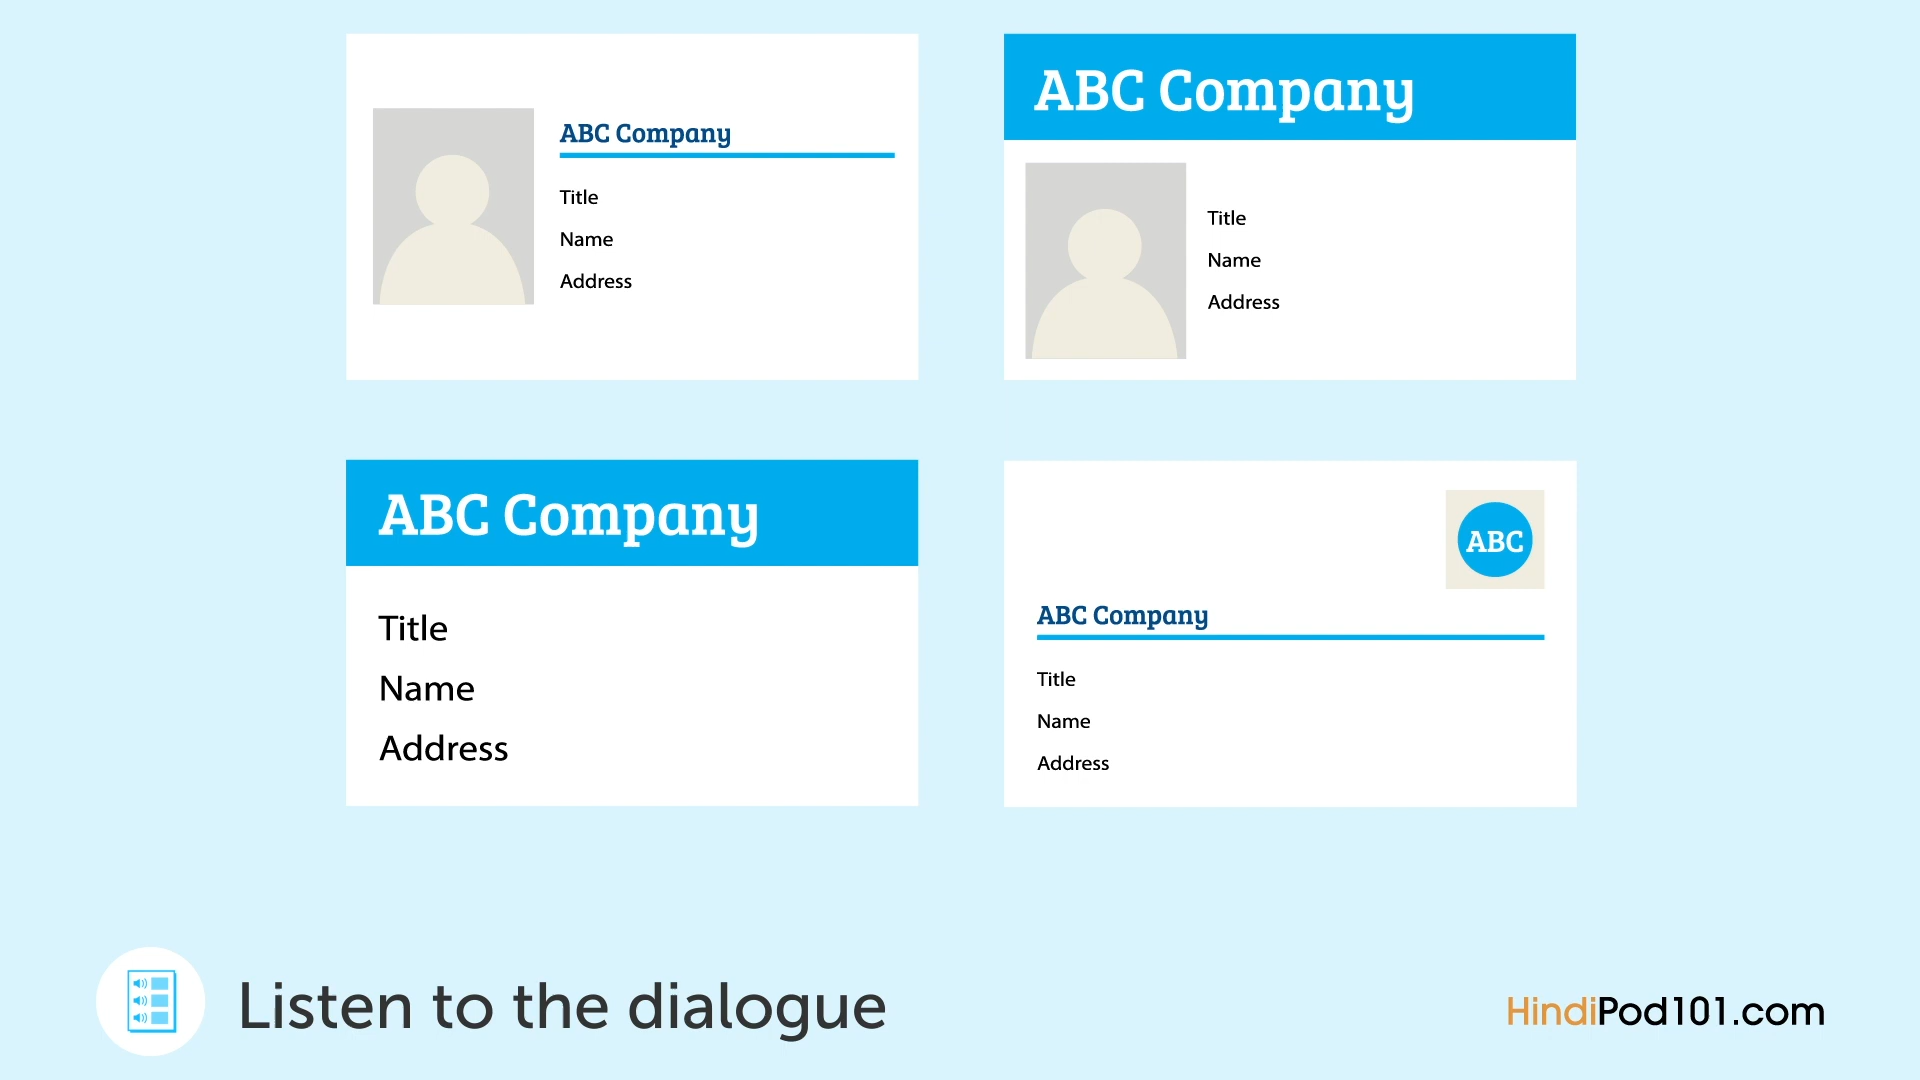 ABC Company
Title
Name
Address
ABC Company
Title
Name
Address
ABC Company
Title
Name
Address
ABC
ABC Company
Title
Name
Address
Listen to the dialogue
HindiPod101.com